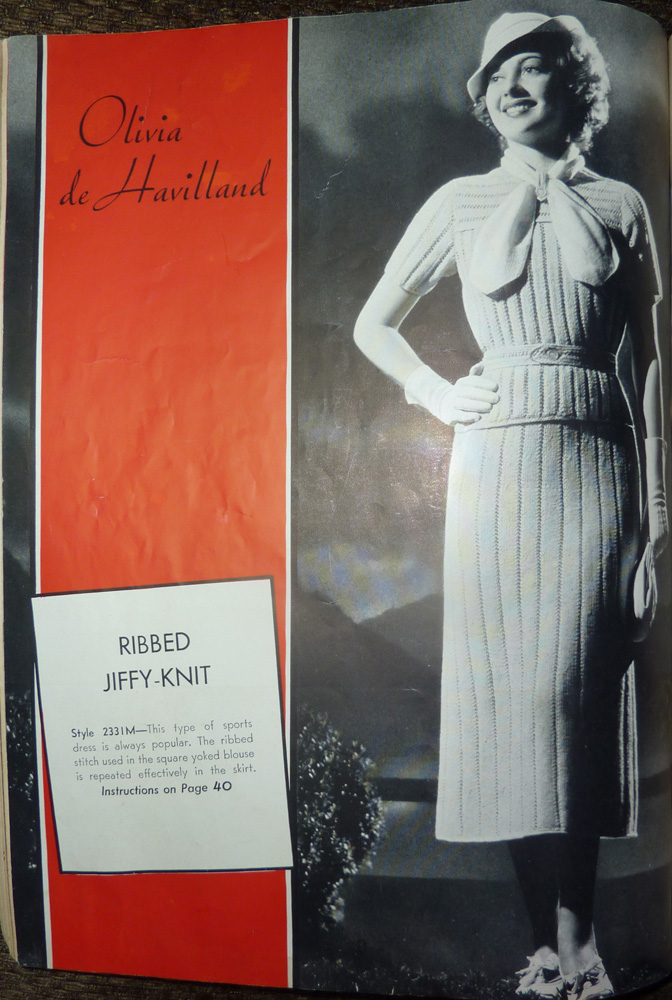 Olivia
de Havilland
RIBBED
JIFFY-KNIT
Style 2331M—This type of sports
dress is always popular. The ribbed
stitch used in the square yoked blouse
is repeated effectively in the skirt.
Instructions on Page 40